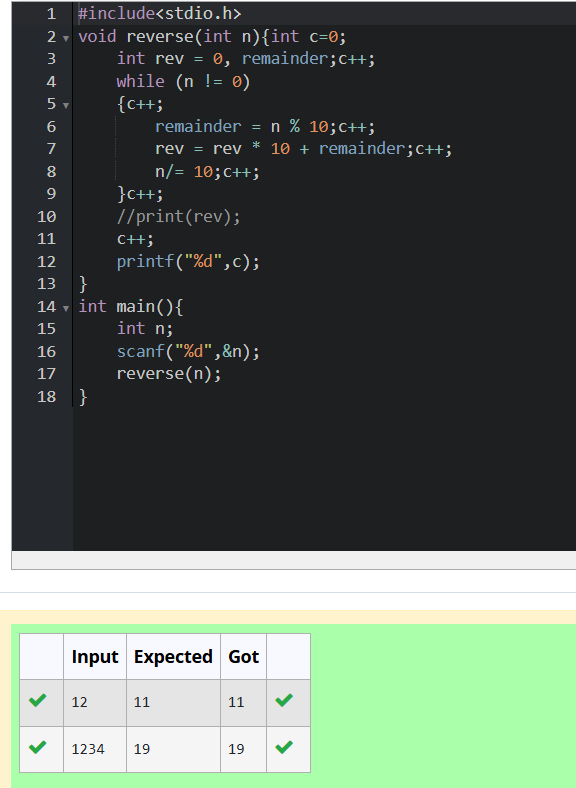 1 #include<stdio.h>
2 void reverse(int n){int c=0;
3 int rev = 0, remainder;c++;
4 while (n != 0)
5 {c++;
6 remainder = n % 10;c++;
7 rev = rev * 10 + remainder;c++;
8 n/= 10;c++;
9 }c++;
10 //print(rev);
11 c++;
12 printf("%d",c);
13 }
14 int main(){
15 int n;
16 scanf("%d",&n);
17 reverse(n);
18 }
Input Expected Got
12 11 11
1234 19 19